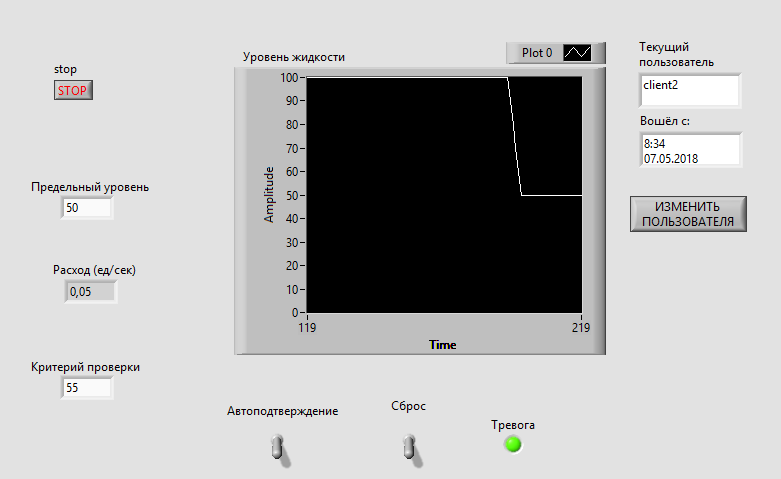 stop
STOP
Предельный уровень
50
Расход (ед/сек)
0,05
Критерий проверки
55
Уровень жидкости
Plot 0
Amplitude
100
90
80
70
60
50
40
30
20
10
0
119
219
Time
Автоподтверждение
Сброс
Тревога
Текущий
пользователь
client2
Вошёл с:
8:34
07.05.2018
ИЗМЕНИТЬ
ПОЛЬЗОВАТЕЛЯ